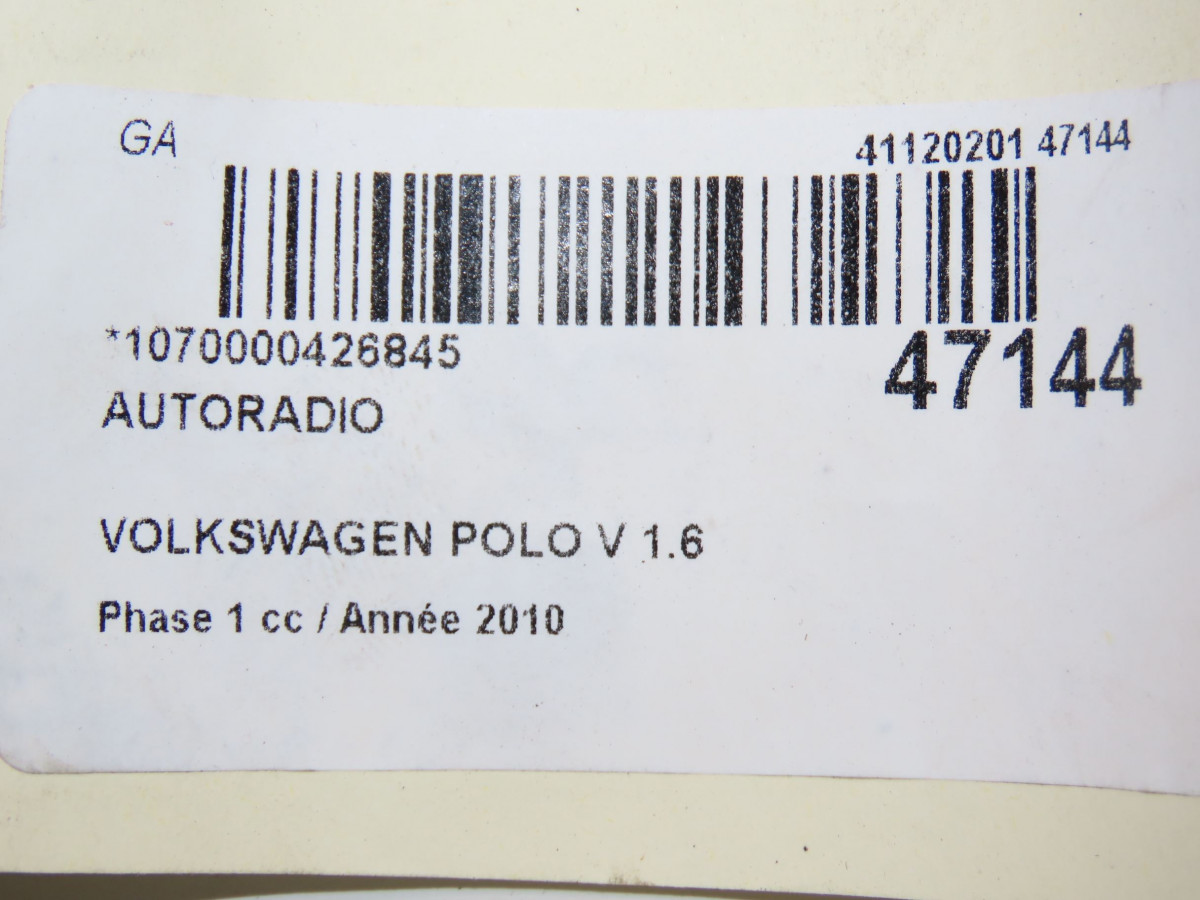 GA
41120201 47144
*1070000426845
47144
AUTORADIO
VOLKSWAGEN POLO V 1.6
Phase 1 cc / Année 2010